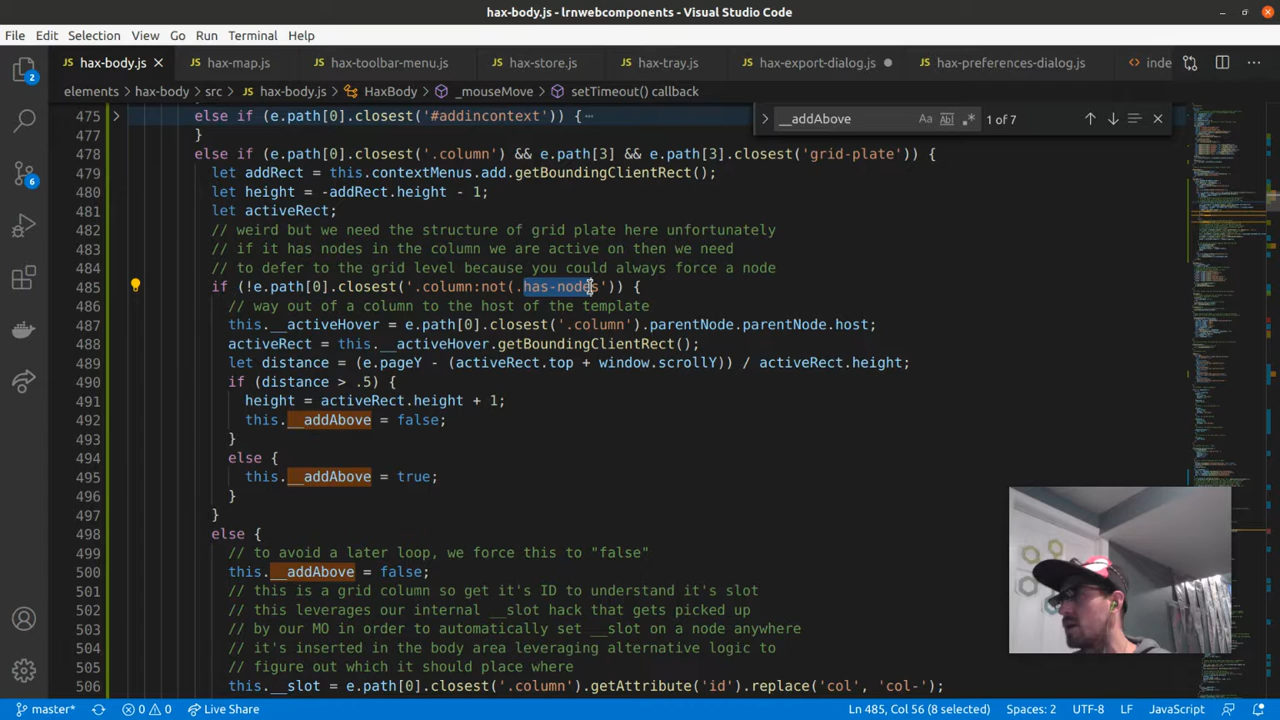 hax-body.js - lrnwebcomponents - Visual Studio Code
File Edit Selection View Go Run Terminal Help
hax-body.js hax-map.js hax-toolbar-menu.js hax-store.js hax-tray.js hax-export-dialog.js hax-preferences-dialog.js inde
elements > hax-body > src > hax-body.js > HaxBody > _mouseMove > setTimeout() callback
__addAbove Aa ab .* 1 of 7
475 else if (e.path[0].closest('#addincontext')) {
477 }
478 else if (e.path[0].closest('.column') && e.path[3] && e.path[3].closest('grid-plate')) {
479 let addRect = this.contextMenus.add.getBoundingClientRect();
480 let height = -addRect.height - 1;
481 let activeRect;
482 // weird but we need the structure of grid plate here unfortunately
483 // if it has nodes in the column we are active on then we need
484 // to defer to the grid level because you could always force a node
485 if (!e.path[0].closest('.column:not(.has-nodes')) {
486 // way out of a column to the host of the template
487 this.__activeHover = e.path[0].closest('.column').parentNode.parentNode.host;
488 activeRect = this.__activeHover.getBoundingClientRect();
489 let distance = (e.pageY - (activeRect.top + window.scrollY)) / activeRect.height;
490 if (distance > .5) {
491 height = activeRect.height + 1;
492 this.__addAbove = false;
493 }
494 else {
495 this.__addAbove = true;
496 }
497 }
498 else {
499 // to avoid a later loop, we force this to "false"
500 this.__addAbove = false;
501 // this is a grid column so get it's ID to understand it's slot
502 // this leverages our internal __slot hack that gets picked up
503 // by our MO in order to automatically set __slot on a node anywhere
504 // it's inserted in the body area leveraging alternative logic to
505 // figure out which it should place where
506 this.__slot = e.path[0].closest('.column').getAttribute('id').replace('col', 'col-');
2
6
master* 0 0 Live Share Ln 485, Col 56 (8 selected) Spaces: 2 UTF-8 LF JavaScript